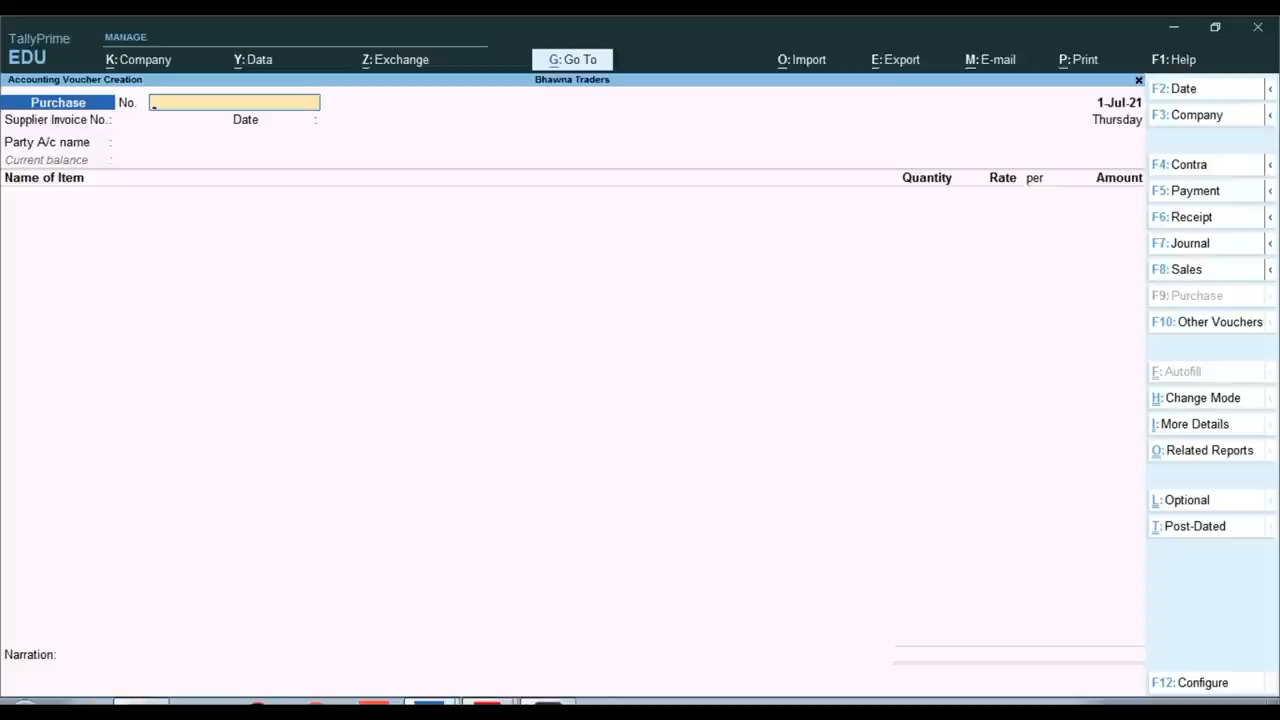 TallyPrime
EDU
MANAGE
K: Company
Y: Data
Z: Exchange
G: Go To
O: Import
E: Export
M: E-mail
P: Print
F1: Help
Accounting Voucher Creation
Bhawna Traders
Purchase No.
1-Jul-21
Supplier Invoice No.:
Date :
Thursday
Party A/c name :
Current balance :
Name of Item
Quantity
Rate per
Amount
Narration:
F2: Date
F3: Company
F4: Contra
F5: Payment
F6: Receipt
F7: Journal
F8: Sales
F9: Purchase
F10: Other Vouchers
E: Autofill
H: Change Mode
I: More Details
O: Related Reports
L: Optional
T: Post-Dated
F12: Configure